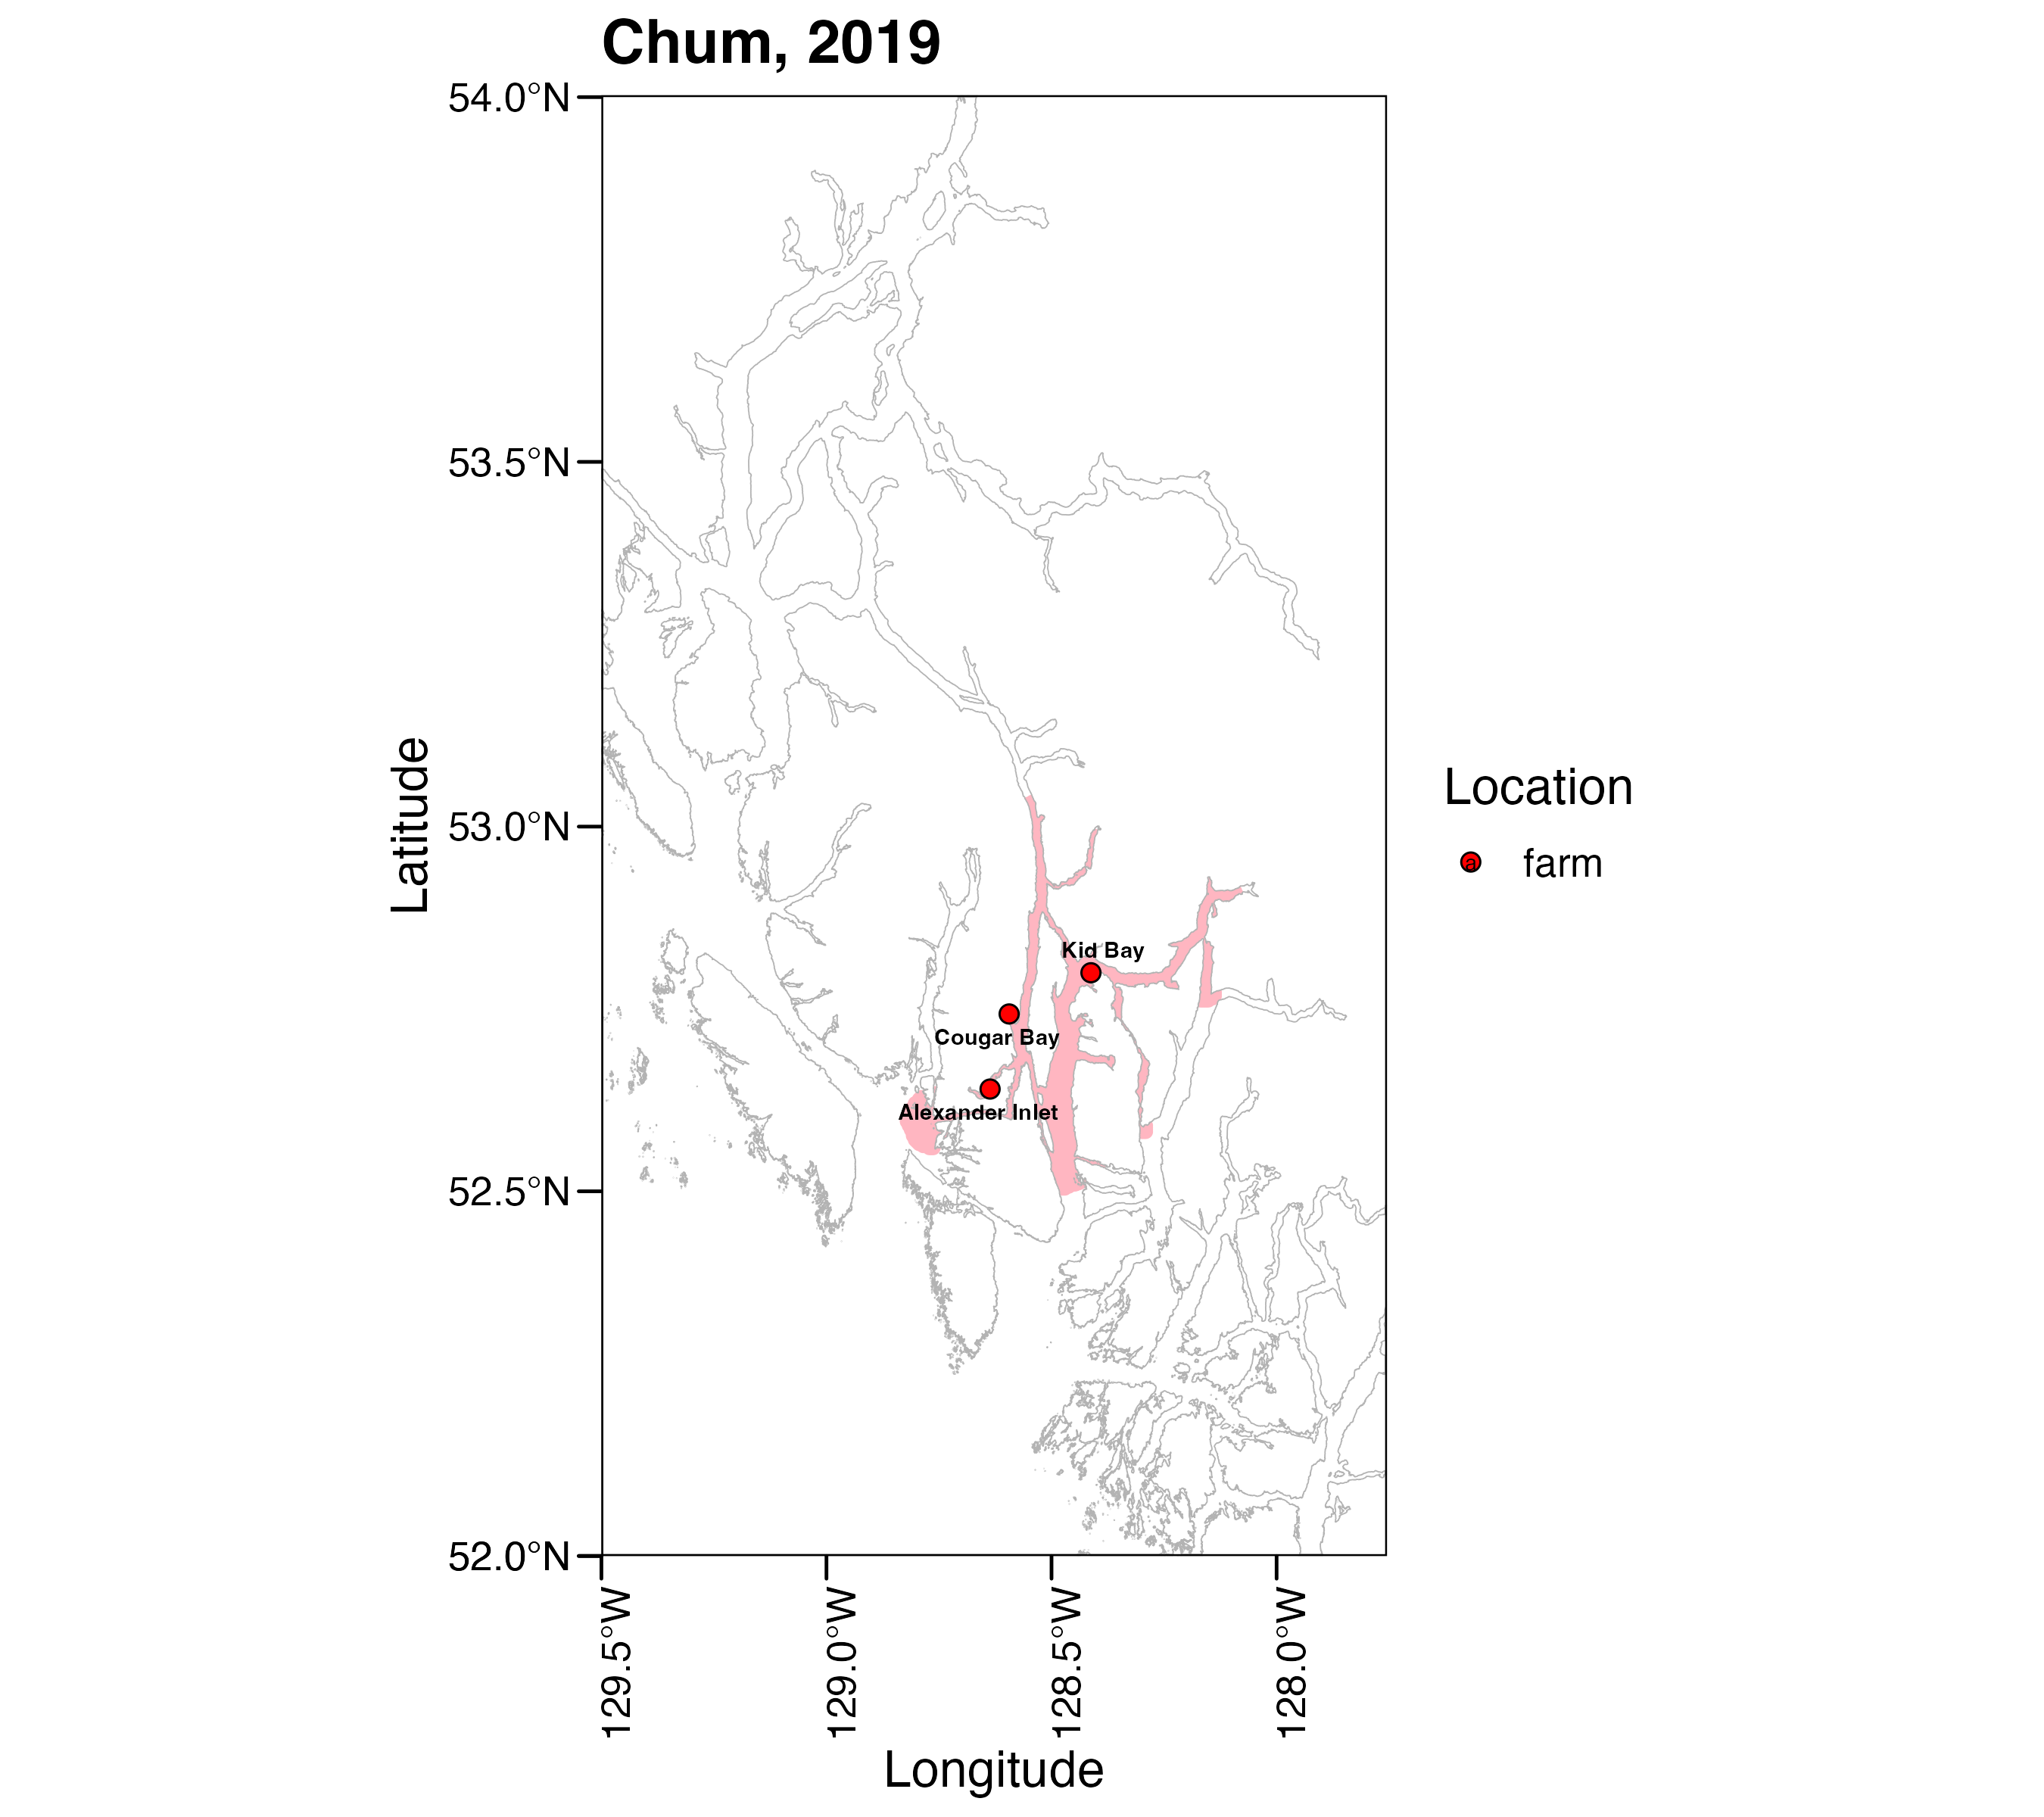 Chum, 2019
54.0°N
53.5°N
53.0°N
52.5°N
52.0°N
Latitude
Kid Bay
Cougar Bay
Alexander Inlet
129.5°W
129.0°W
128.5°W
128.0°W
Longitude
Location
a farm